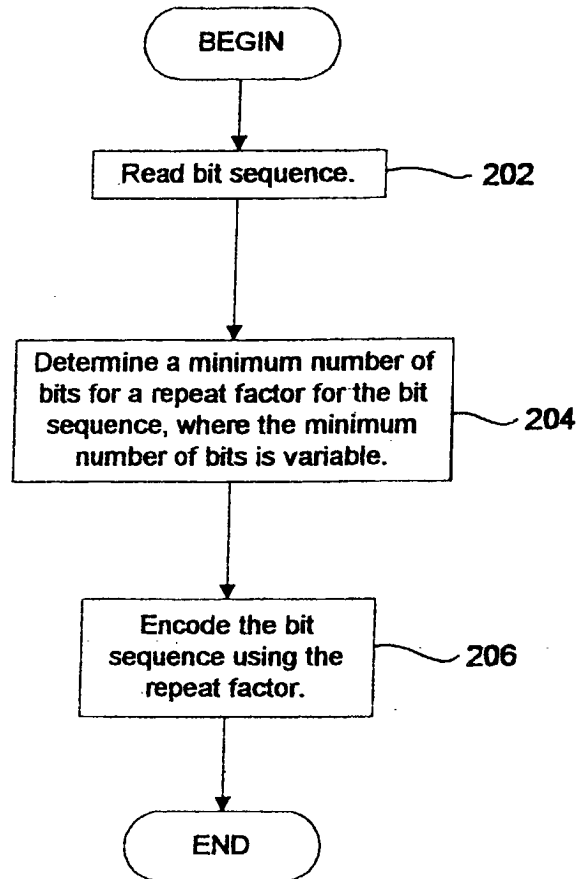 BEGIN
Read bit sequence.
202
Determine a minimum number of
bits for a repeat factor for the bit
sequence, where the minimum
number of bits is variable.
204
Encode the bit
sequence using the
repeat factor.
206
END